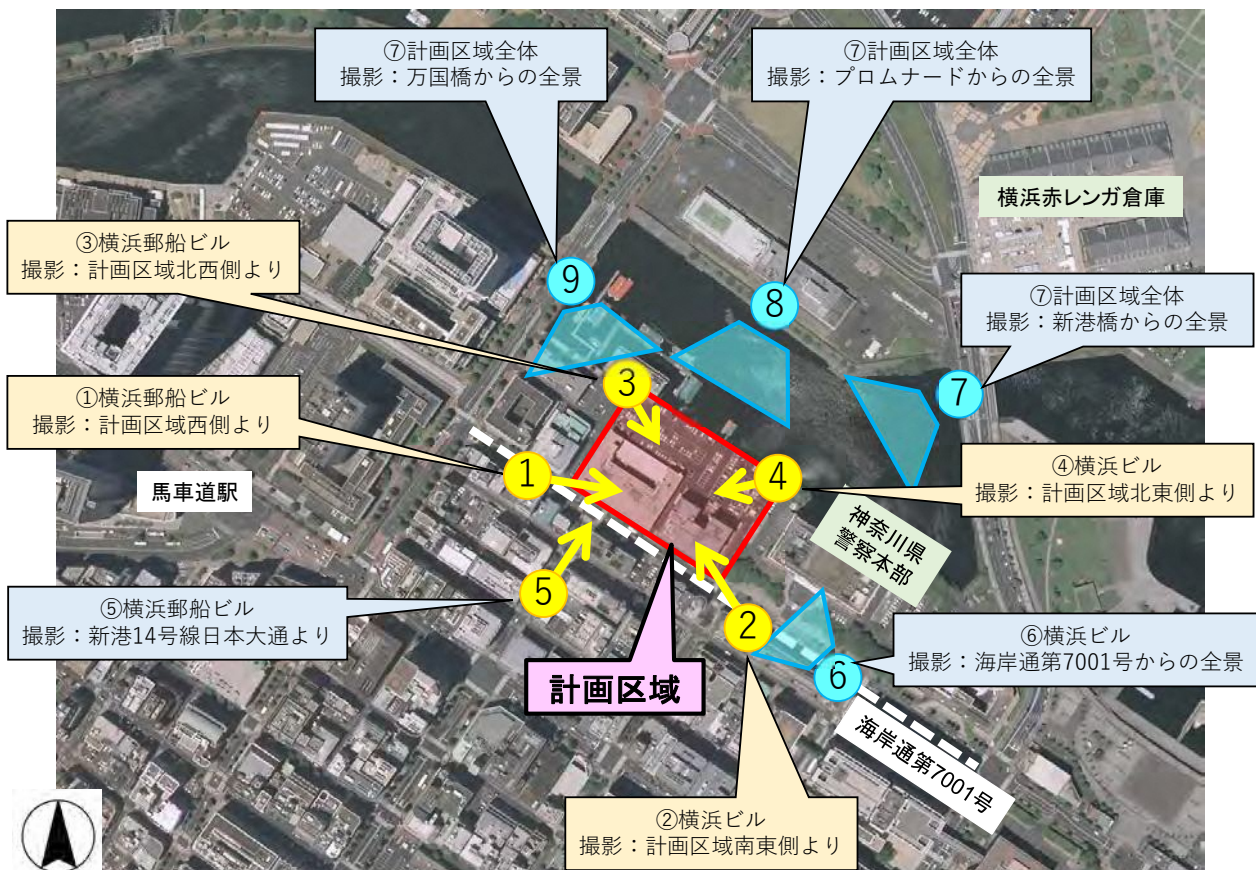 ⑦計画区域全体
撮影：万国橋からの全景
⑦計画区域全体
撮影：プロムナードからの全景
横浜赤レンガ倉庫
③横浜郵船ビル
撮影：計画区域北西側より
9
8
⑦計画区域全体
撮影：新港橋からの全景
3
7
①横浜郵船ビル
撮影：計画区域西側より
1
4
④横浜ビル
撮影：計画区域北東側より
馬車道駅
神奈川県
警察本部
5
⑤横浜郵船ビル
撮影：新港14号線日本大通より
2
6
⑥横浜ビル
撮影：海岸通第7001号からの全景
計画区域
海岸通第7001号
②横浜ビル
撮影：計画区域南東側より